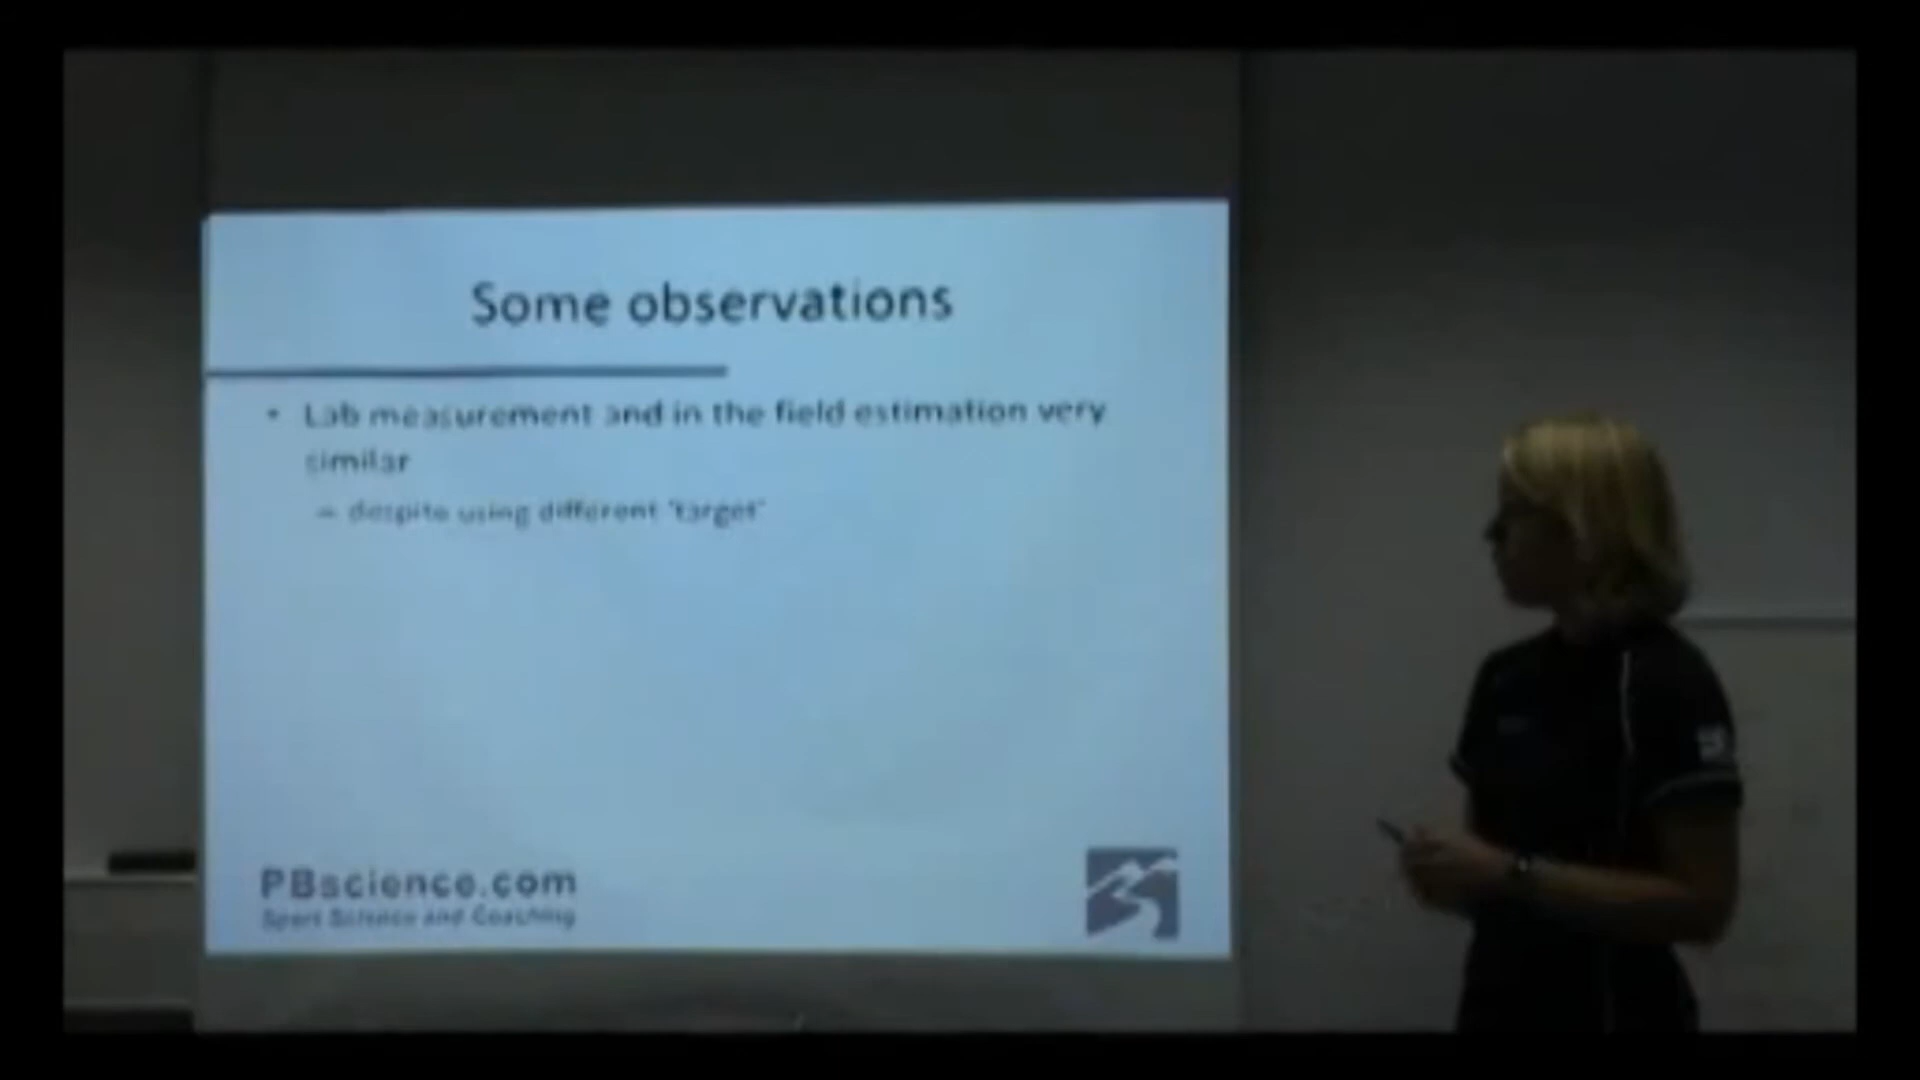 Some observations
• Lab measurement and in the field estimation very
similar
– despite using different 'target'
PBscience.com
Sport Science and Coaching